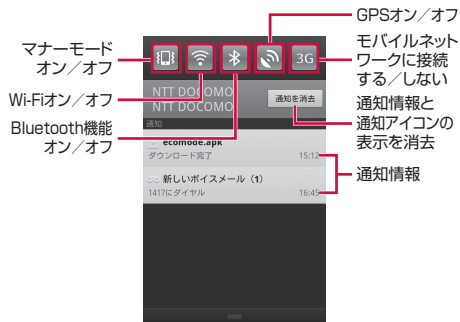 GPSオン／オフ
マナーモード
オン／オフ
モバイルネット
ワークに接続
する／しない
3G
Wi-Fiオン／オフ
NTT DOCOMO
NTT DOCOMO
通知を消去
通知情報と
通知アイコンの
表示を消去
Bluetooth機能
オン／オフ
通知
ecomode.apk
ダウンロード完了
15:12
通知情報
新しいボイスメール（1）
1417にダイヤル
16:45